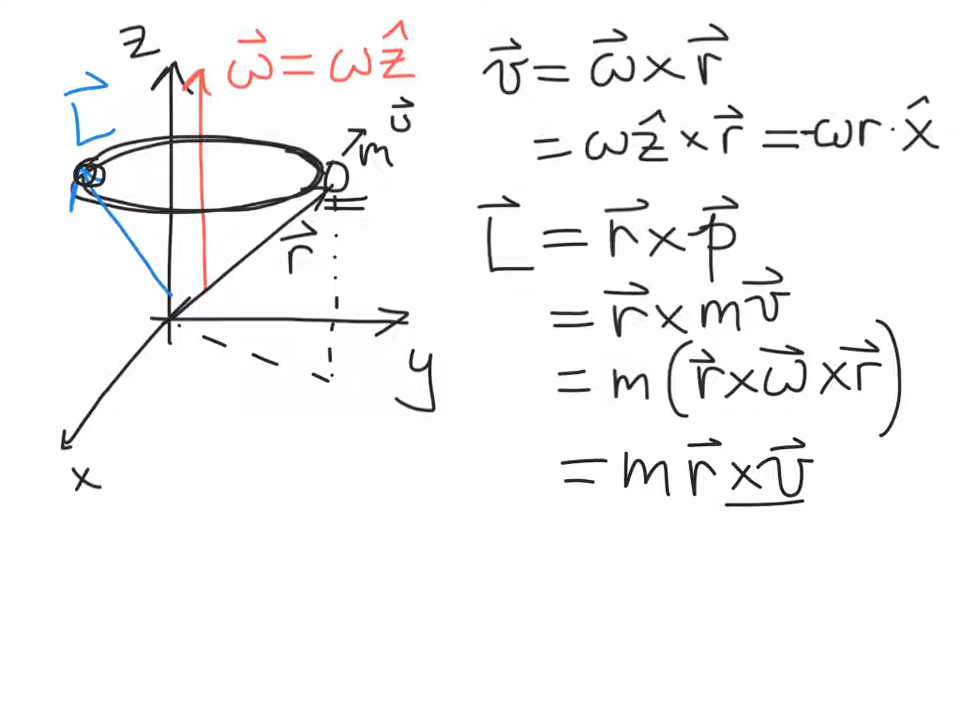 z
ω⃗ = ωẑ
L⃗
v⃗
m
r⃗
y
x
v⃗ = ω⃗ × r⃗
= ωẑ × r⃗ = -ωr · x̂
L⃗ = r⃗ × p⃗
= r⃗ × mv⃗
= m(r⃗ × ω⃗ × r⃗)
= m r⃗ × v⃗